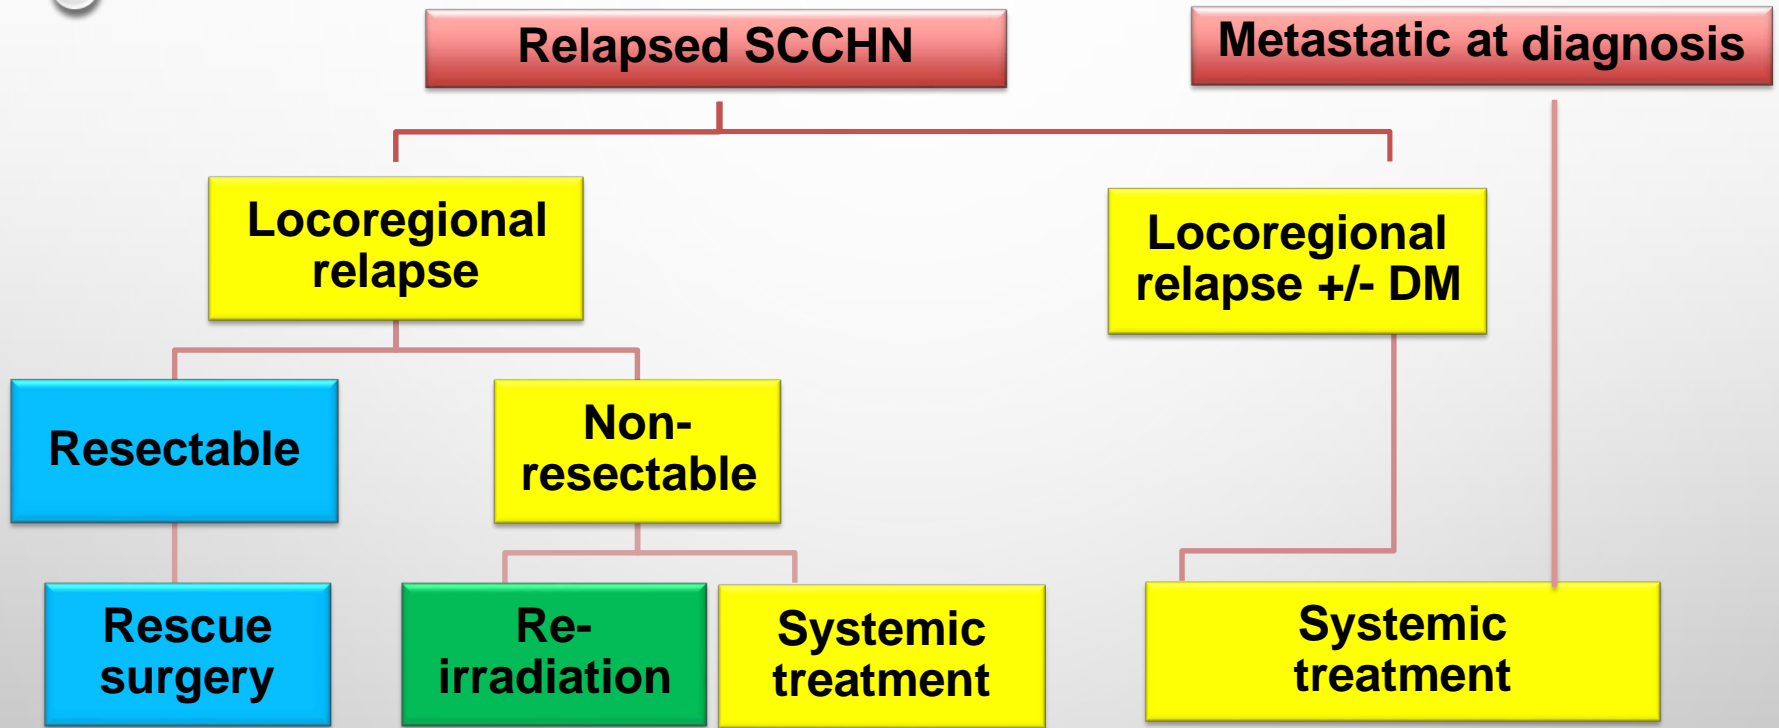 Relapsed SCCHN
Metastatic at diagnosis
Locoregional
relapse
Locoregional
relapse +/- DM
Resectable
Non-
resectable
Rescue
surgery
Re-
irradiation
Systemic
treatment
Systemic
treatment